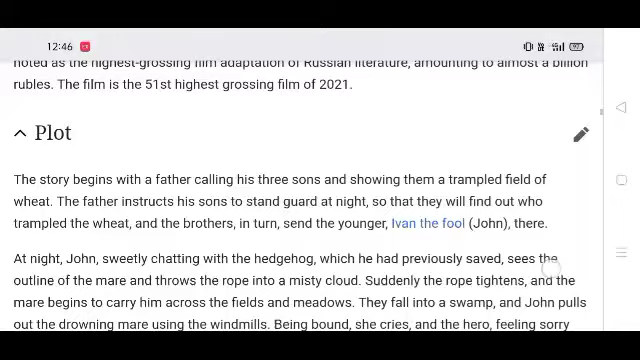 12:46
noted as the highest-grossing film adaptation of Russian literature, amounting to almost a billion
rubles. The film is the 51st highest grossing film of 2021.
Plot
The story begins with a father calling his three sons and showing them a trampled field of
wheat. The father instructs his sons to stand guard at night, so that they will find out who
trampled the wheat, and the brothers, in turn, send the younger, Ivan the fool (John), there.
At night, John, sweetly chatting with the hedgehog, which he had previously saved, sees the
outline of the mare and throws the rope into a misty cloud. Suddenly the rope tightens, and the
mare begins to carry him across the fields and meadows. They fall into a swamp, and John pulls
out the drowning mare using the windmills. Being bound, she cries, and the hero, feeling sorry